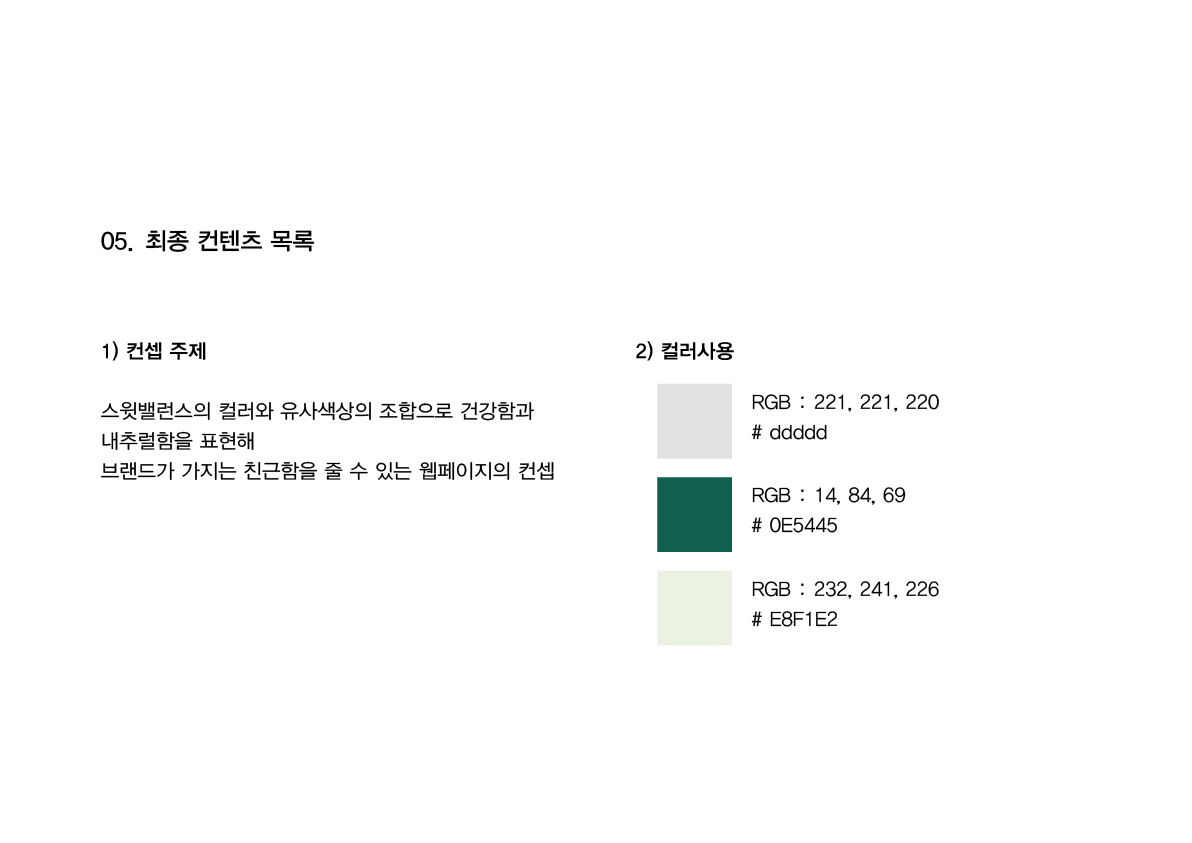 05. 최종 컨텐츠 목록
1) 컨셉 주제
스윗밸런스의 컬러와 유사색상의 조합으로 건강함과
내추럴함을 표현해
브랜드가 가지는 친근함을 줄 수 있는 웹페이지의 컨셉
2) 컬러사용
RGB : 221, 221, 220
# ddddd
RGB : 14, 84, 69
# 0E5445
RGB : 232, 241, 226
# E8F1E2